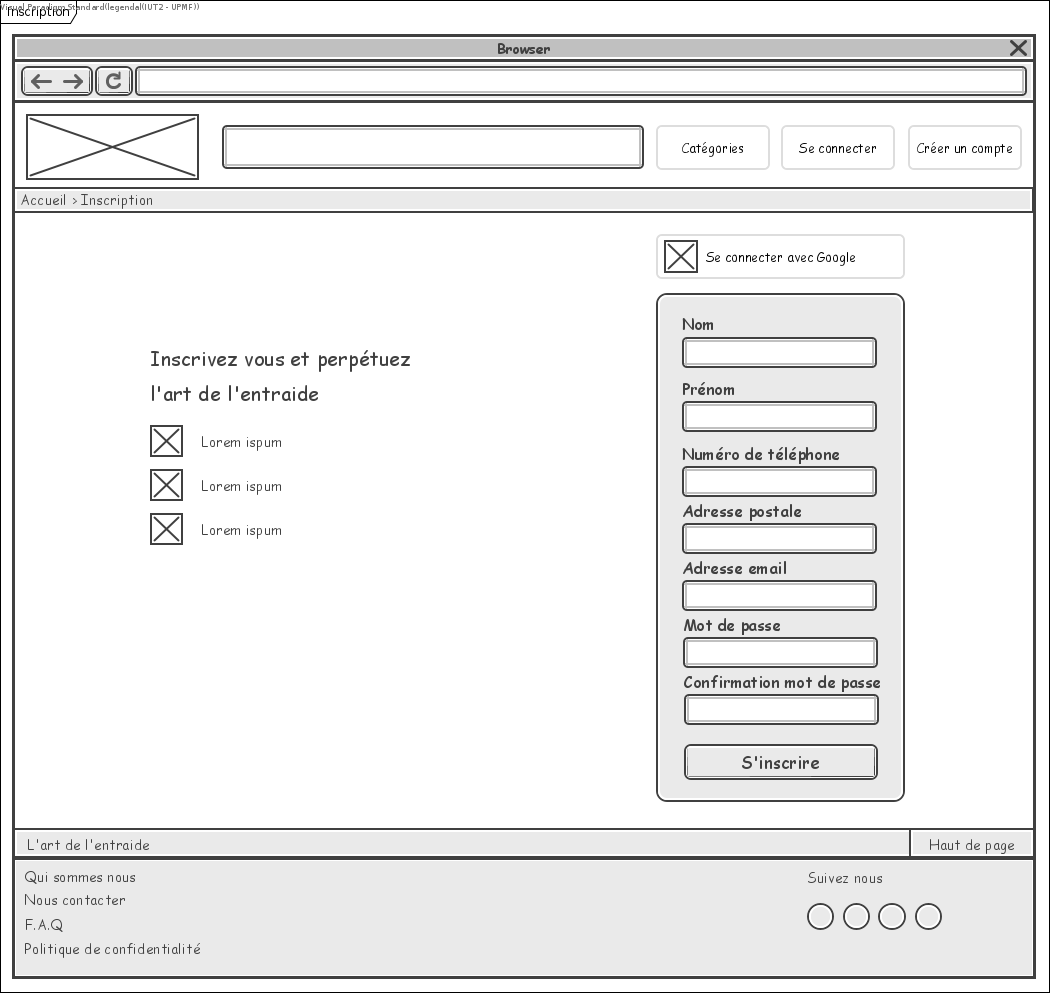 Visual Paradigm Standard(legendal(IUT2 - UPMF))
Inscription
Browser
Catégories
Se connecter
Créer un compte
Accueil > Inscription
Se connecter avec Google
Inscrivez vous et perpétuez
l'art de l'entraide
Lorem ispum
Lorem ispum
Lorem ispum
Nom
Prénom
Numéro de téléphone
Adresse postale
Adresse email
Mot de passe
Confirmation mot de passe
S'inscrire
L'art de l'entraide
Haut de page
Qui sommes nous
Nous contacter
F.A.Q
Politique de confidentialité
Suivez nous